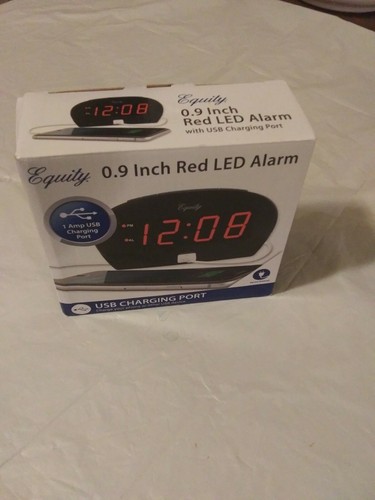 12:08
Equity
0.9 Inch
Red LED Alarm
with USB Charging Port
Equity
0.9 Inch Red LED Alarm
1 Amp USB
Charging
Port
Equity
PM
12:08
USB CHARGING PORT